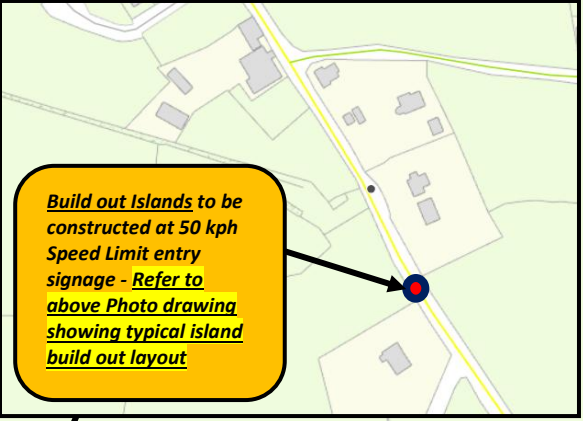 Build out Islands to be
constructed at 50 kph
Speed Limit entry
signage - Refer to
above Photo drawing
showing typical island
build out layout